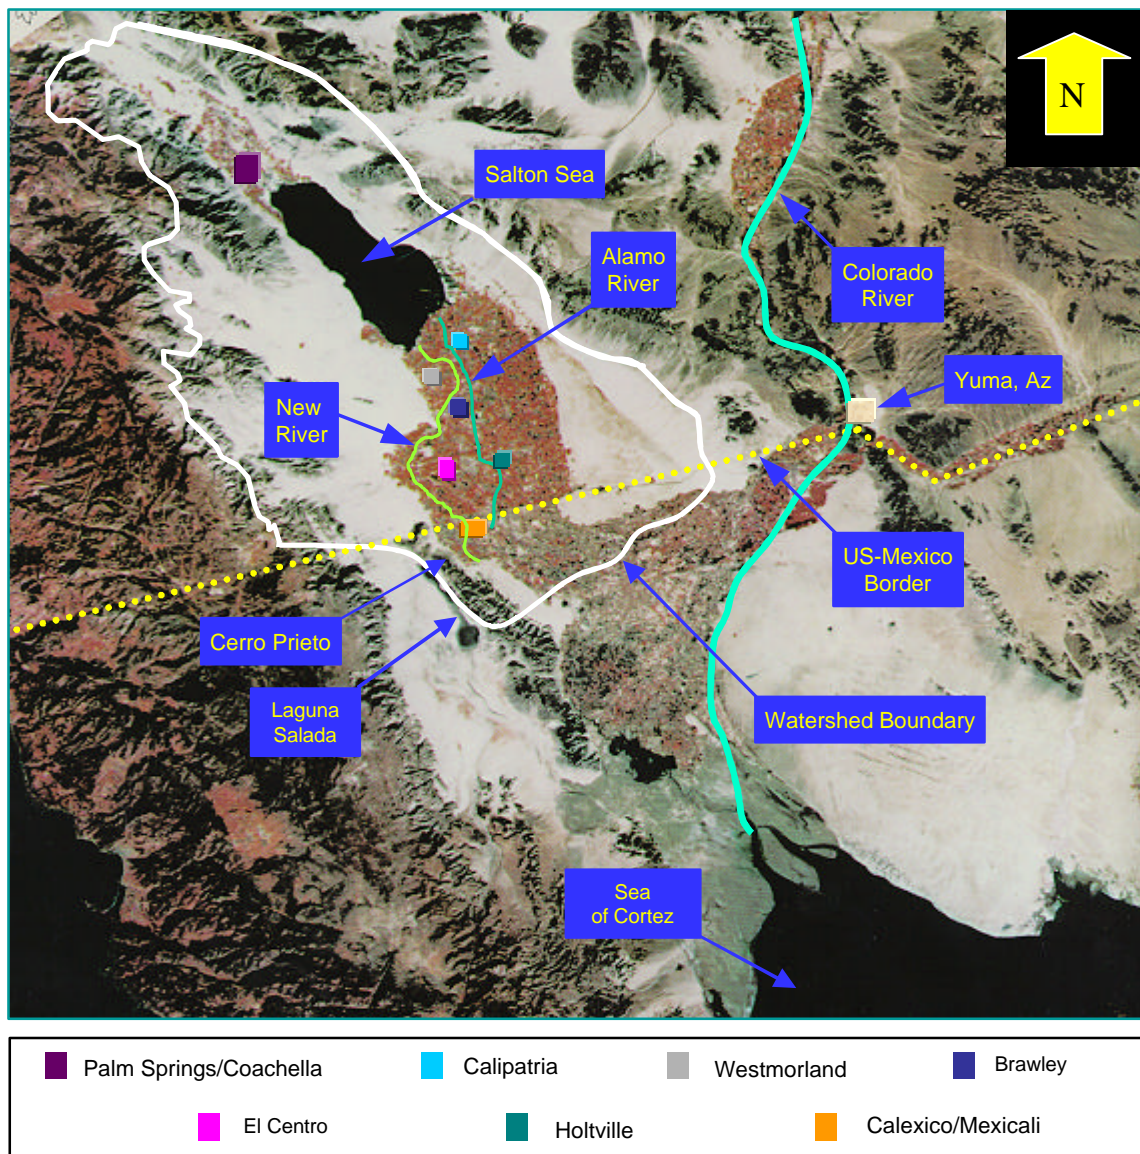 N
Salton Sea
Alamo
River
Colorado
River
Yuma, Az
New
River
US-Mexico
Border
Cerro Prieto
Laguna
Salada
Watershed Boundary
Sea
of Cortez
Palm Springs/Coachella
Calipatria
Westmorland
Brawley
El Centro
Holtville
Calexico/Mexicali